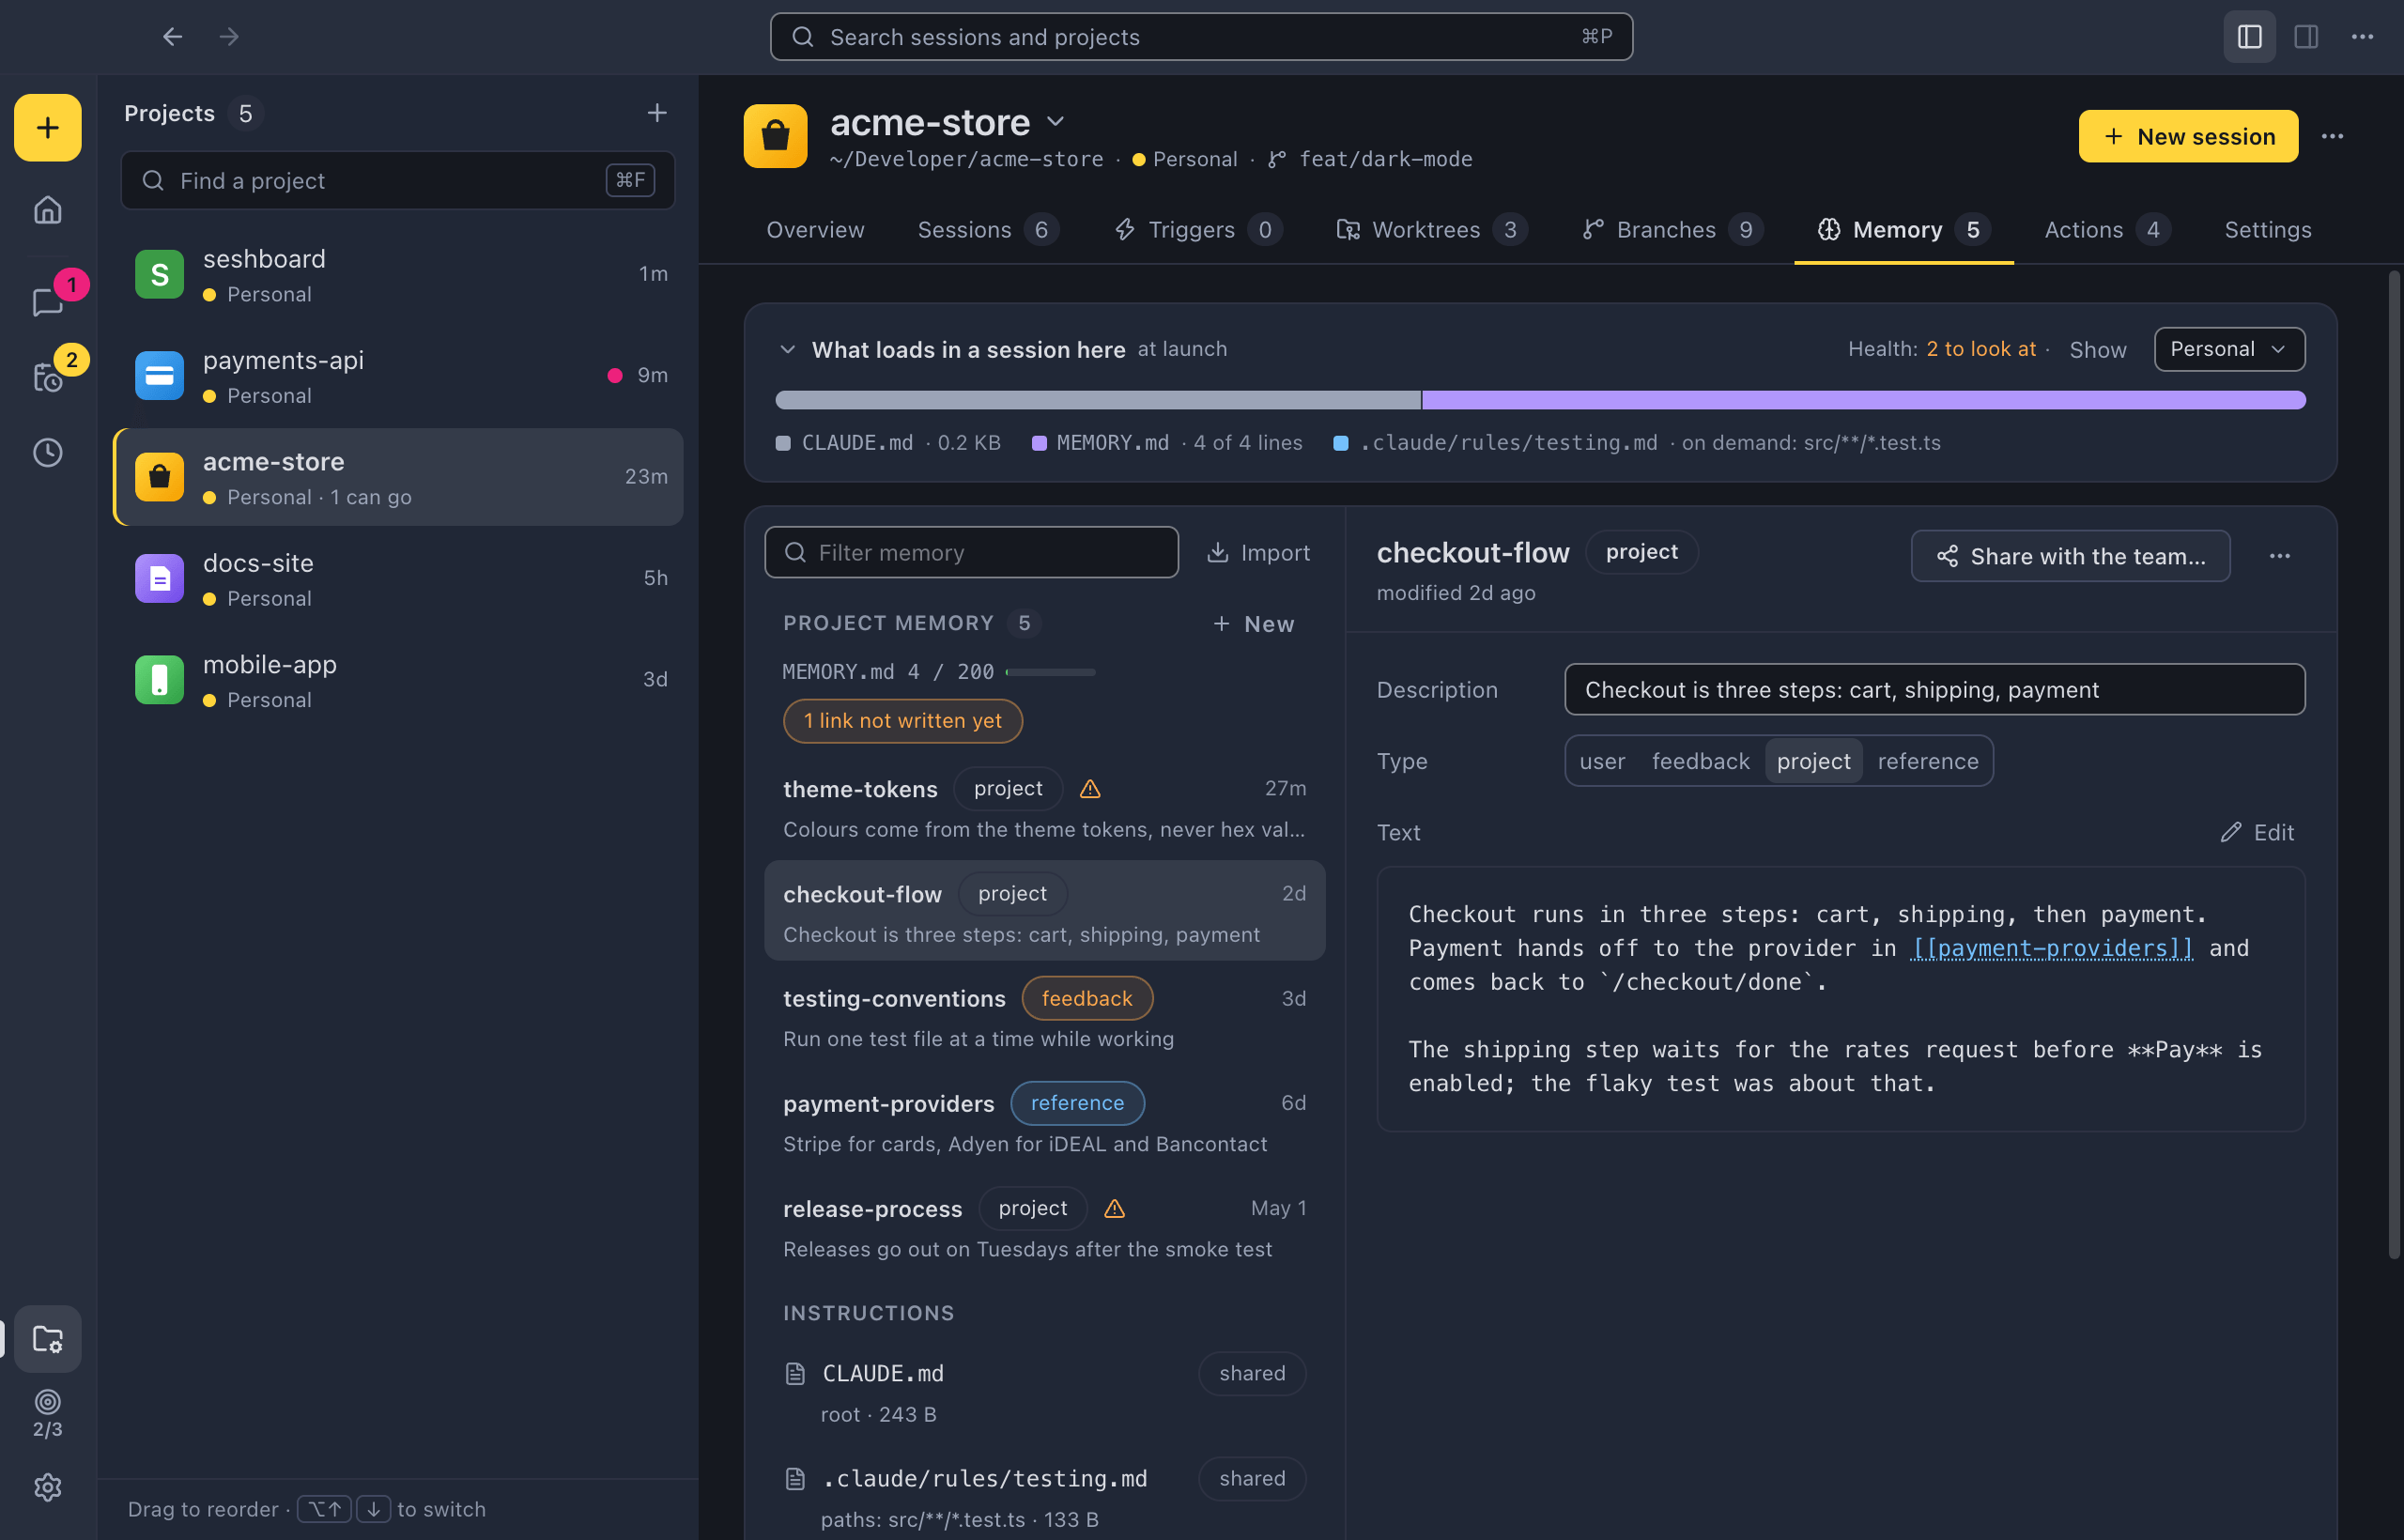 Search sessions and projects ⌘P
1
2
2/3
Projects 5
Find a project ⌘F
S
seshboard
Personal
1m
payments-api
Personal
9m
acme-store
Personal · 1 can go
23m
docs-site
Personal
5h
mobile-app
Personal
3d
Drag to reorder · ⌥↑ ↓ to switch
acme-store
~/Developer/acme-store · Personal · feat/dark-mode
New session
Overview Sessions 6 Triggers 0 Worktrees 3 Branches 9 Memory 5 Actions 4 Settings
What loads in a session here at launch
Health: 2 to look at · Show Personal
CLAUDE.md · 0.2 KB MEMORY.md · 4 of 4 lines .claude/rules/testing.md · on demand: src/**/*.test.ts
Filter memory
Import
PROJECT MEMORY 5
New
MEMORY.md 4 / 200
1 link not written yet
theme-tokens project 27m
Colours come from the theme tokens, never hex val...
checkout-flow project 2d
Checkout is three steps: cart, shipping, payment
testing-conventions feedback 3d
Run one test file at a time while working
payment-providers reference 6d
Stripe for cards, Adyen for iDEAL and Bancontact
release-process project May 1
Releases go out on Tuesdays after the smoke test
INSTRUCTIONS
CLAUDE.md shared
root · 243 B
.claude/rules/testing.md shared
paths: src/**/*.test.ts · 133 B
checkout-flow project
modified 2d ago
Share with the team...
Description Checkout is three steps: cart, shipping, payment
Type user feedback project reference
Text
Edit
Checkout runs in three steps: cart, shipping, then payment.
Payment hands off to the provider in [[payment-providers]] and
comes back to `/checkout/done`.
The shipping step waits for the rates request before **Pay** is
enabled; the flaky test was about that.